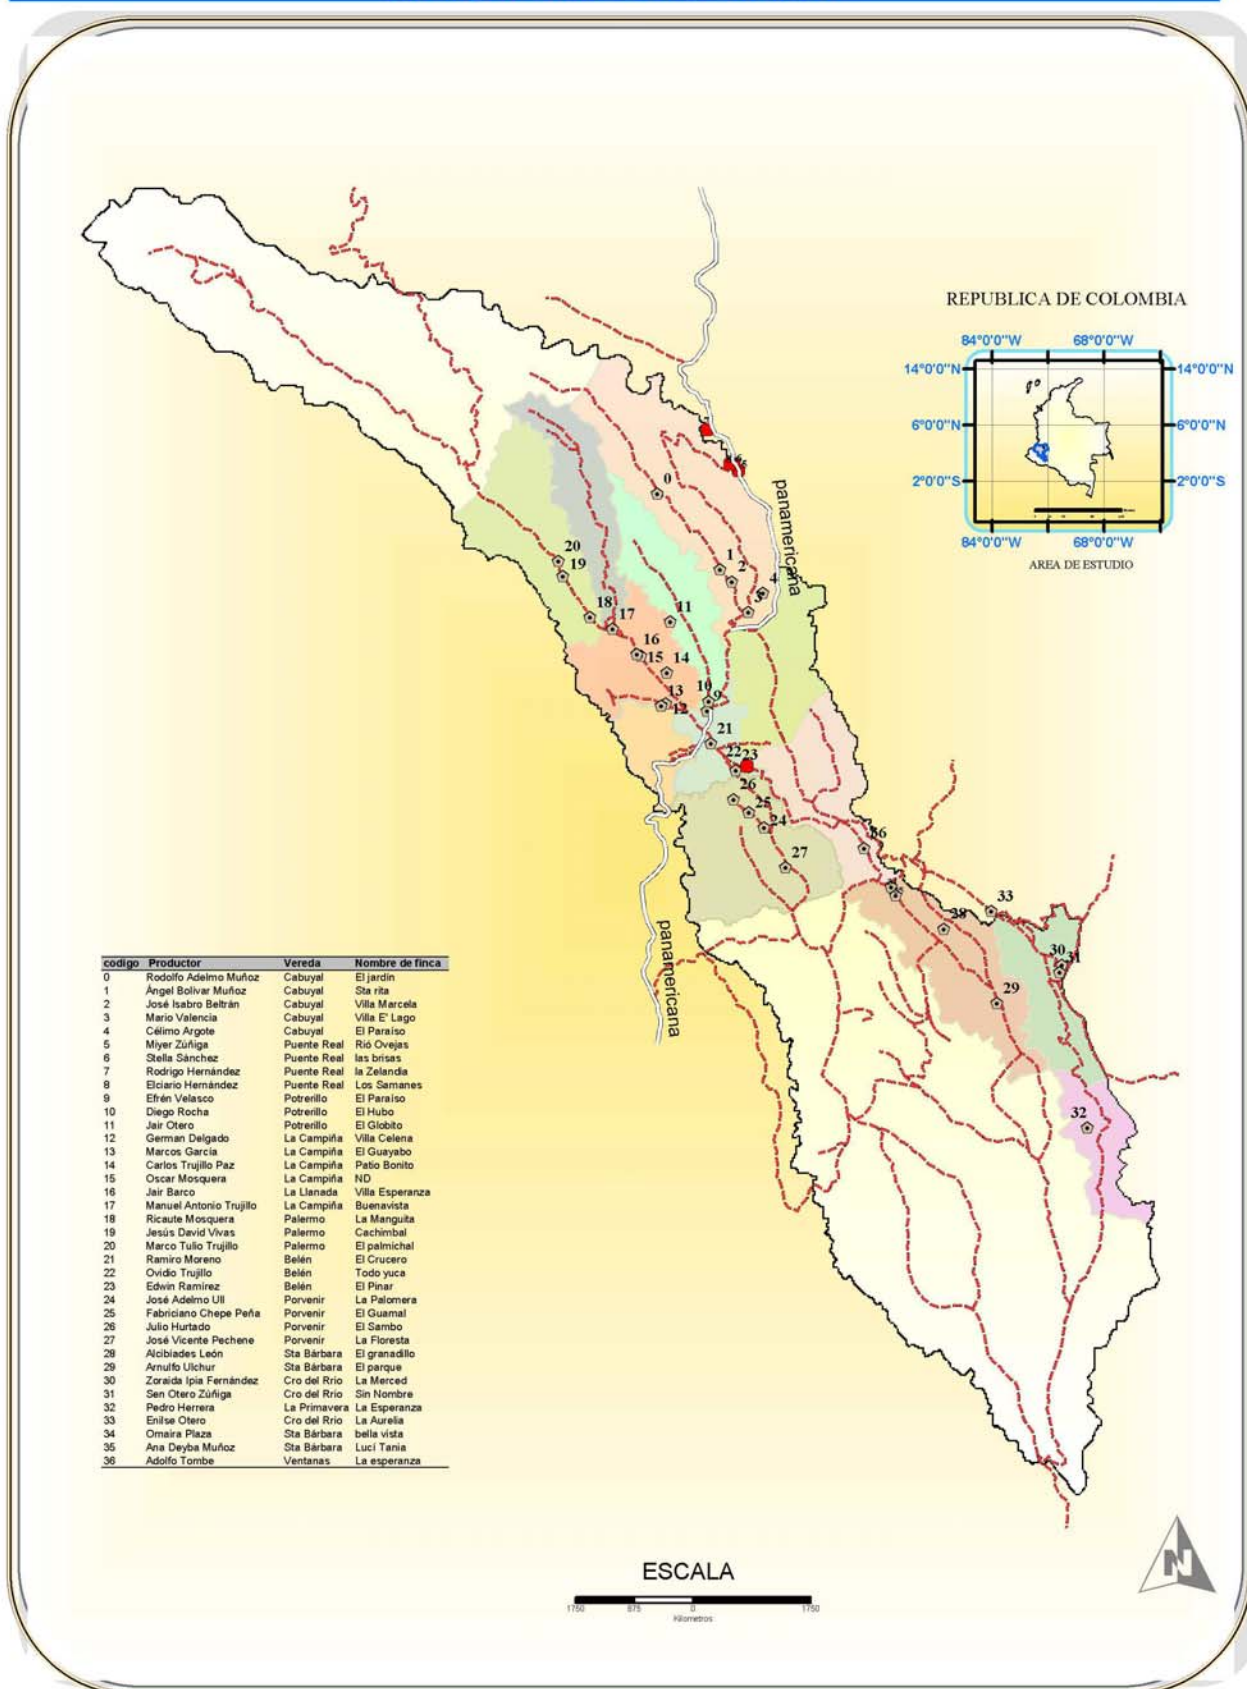 REPUBLICA DE COLOMBIA
84°0'0"W 68°0'0"W
14°0'0"N 14°0'0"N
6°0'0"N 6°0'0"N
2°0'0"S 2°0'0"S
84°0'0"W 68°0'0"W
AREA DE ESTUDIO
panamericana
0
1
2
4
3
20
19
18
17
11
16
15
14
13
12
10
9
21
22 23
26
25
24
27
36
33
28
30
31
29
32
panamericana
codigo Productor Vereda Nombre de finca
0 Rodolfo Adelmo Muñoz Cabuyal El jardín
1 Ángel Bolivar Muñoz Cabuyal Sta rita
2 José Isabro Beltrán Cabuyal Villa Marcela
3 Mario Valencia Cabuyal Villa E' Lago
4 Célimo Argote Cabuyal El Paraíso
5 Miyer Zúñiga Puente Real Rió Ovejas
6 Stella Sánchez Puente Real las brisas
7 Rodrigo Hernández Puente Real la Zelandia
8 Elciario Hernández Puente Real Los Samanes
9 Efrén Velasco Potrerillo El Paraíso
10 Diego Rocha Potrerillo El Hubo
11 Jair Otero Potrerillo El Globito
12 German Delgado La Campiña Villa Celena
13 Marcos García La Campiña El Guayabo
14 Carlos Trujillo Paz La Campiña Patio Bonito
15 Oscar Mosquera La Campiña ND
16 Jair Barco La Llanada Villa Esperanza
17 Manuel Antonio Trujillo La Campiña Buenavista
18 Ricaute Mosquera Palermo La Manguita
19 Jesús David Vivas Palermo Cachimbal
20 Marco Tulio Trujillo Palermo El palmichal
21 Ramiro Moreno Belén El Crucero
22 Ovidio Trujillo Belén Todo yuca
23 Edwin Ramírez Belén El Pinar
24 José Adelmo Ull Porvenir La Palomera
25 Fabriciano Chepe Peña Porvenir El Guamal
26 Julio Hurtado Porvenir El Sambo
27 José Vicente Pechene Porvenir La Floresta
28 Alcibiades León Sta Bárbara El granadillo
29 Arnulfo Ulchur Sta Bárbara El parque
30 Zoraida Ipia Fernández Cro del Rrio La Merced
31 Sen Otero Zúñiga Cro del Rrio Sin Nombre
32 Pedro Herrera La Primavera La Esperanza
33 Enilse Otero Cro del Rrio La Aurelia
34 Omaira Plaza Sta Bárbara bella vista
35 Ana Deyba Muñoz Sta Bárbara Lucí Tania
36 Adolfo Tombe Ventanas La esperanza
ESCALA
1750 875 0 1750
Kilometros
N